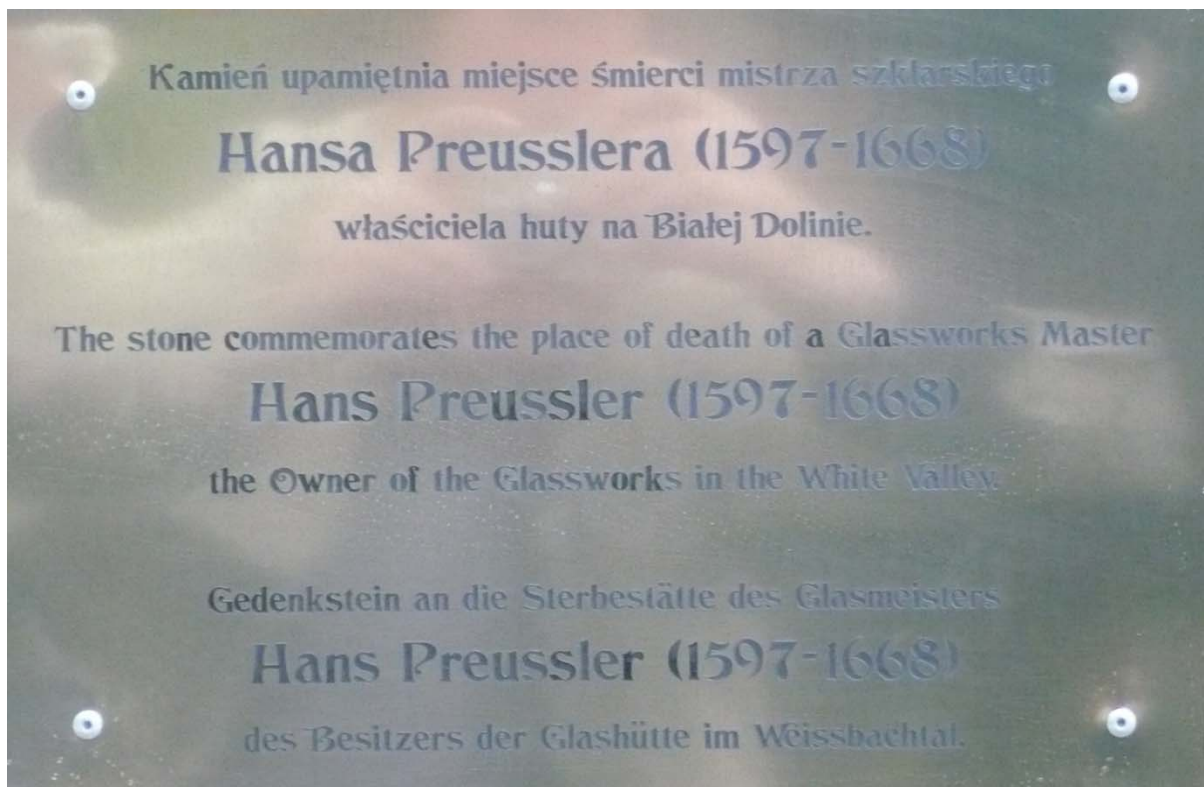 Kamień upamiętnia miejsce śmierci mistrza szklarskiego
Hansa Preusslera (1597-1668)
właściciela huty na Białej Dolinie.
The stone commemorates the place of death of a Glassworks Master
Hans Preussler (1597-1668)
the Owner of the Glassworks in the White Valley.
Gedenkstein an die Sterbestätte des Glasmeisters
Hans Preussler (1597-1668)
des Besitzers der Glashütte im Weissbachtal.